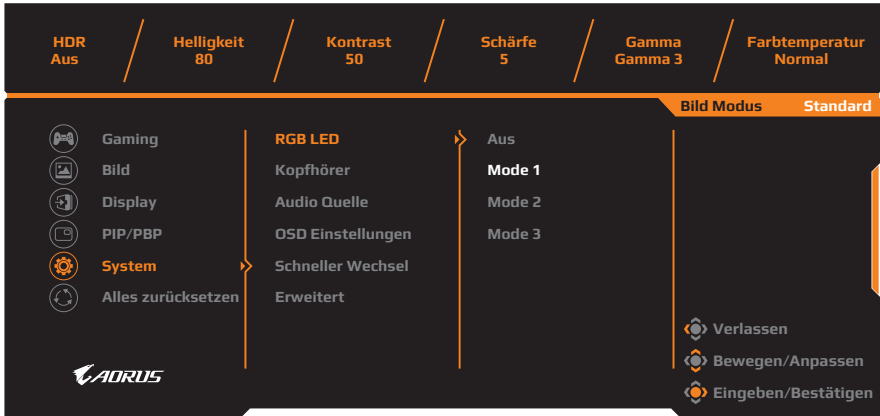 HDR
Aus
Helligkeit
80
Kontrast
50
Schärfe
5
Gamma
Gamma 3
Farbtemperatur
Normal
Bild Modus Standard
Gaming
Bild
Display
PIP/PBP
System
Alles zurücksetzen
RGB LED
Kopfhörer
Audio Quelle
OSD Einstellungen
Schneller Wechsel
Erweitert
Aus
Mode 1
Mode 2
Mode 3
Verlassen
Bewegen/Anpassen
Eingeben/Bestätigen
AORUS